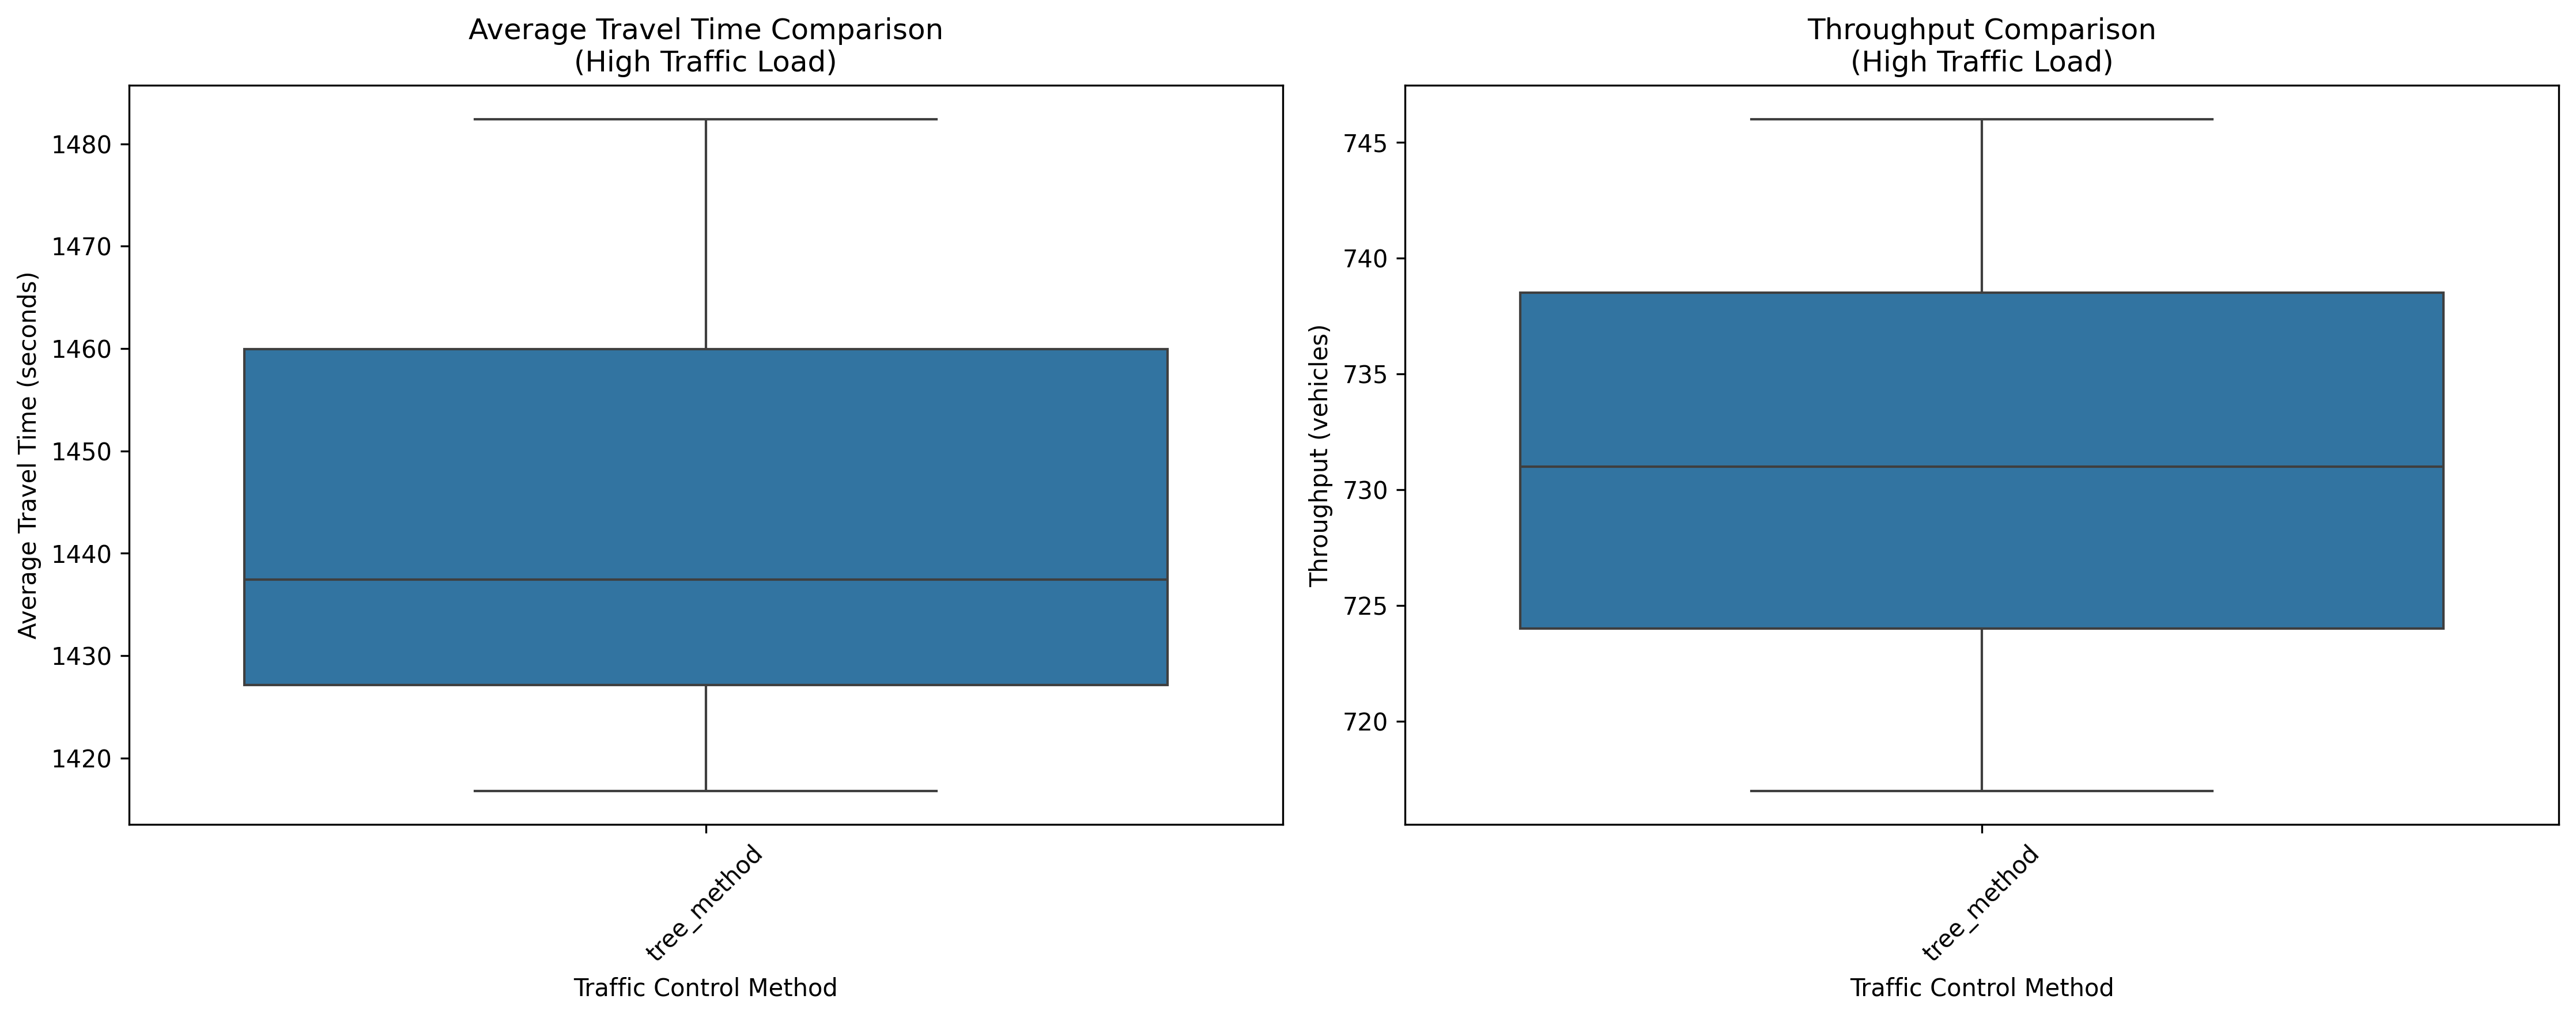 Average Travel Time Comparison
(High Traffic Load)
Average Travel Time (seconds)
1480
1470
1460
1450
1440
1430
1420
tree_method
Traffic Control Method
Throughput Comparison
(High Traffic Load)
Throughput (vehicles)
745
740
735
730
725
720
tree_method
Traffic Control Method